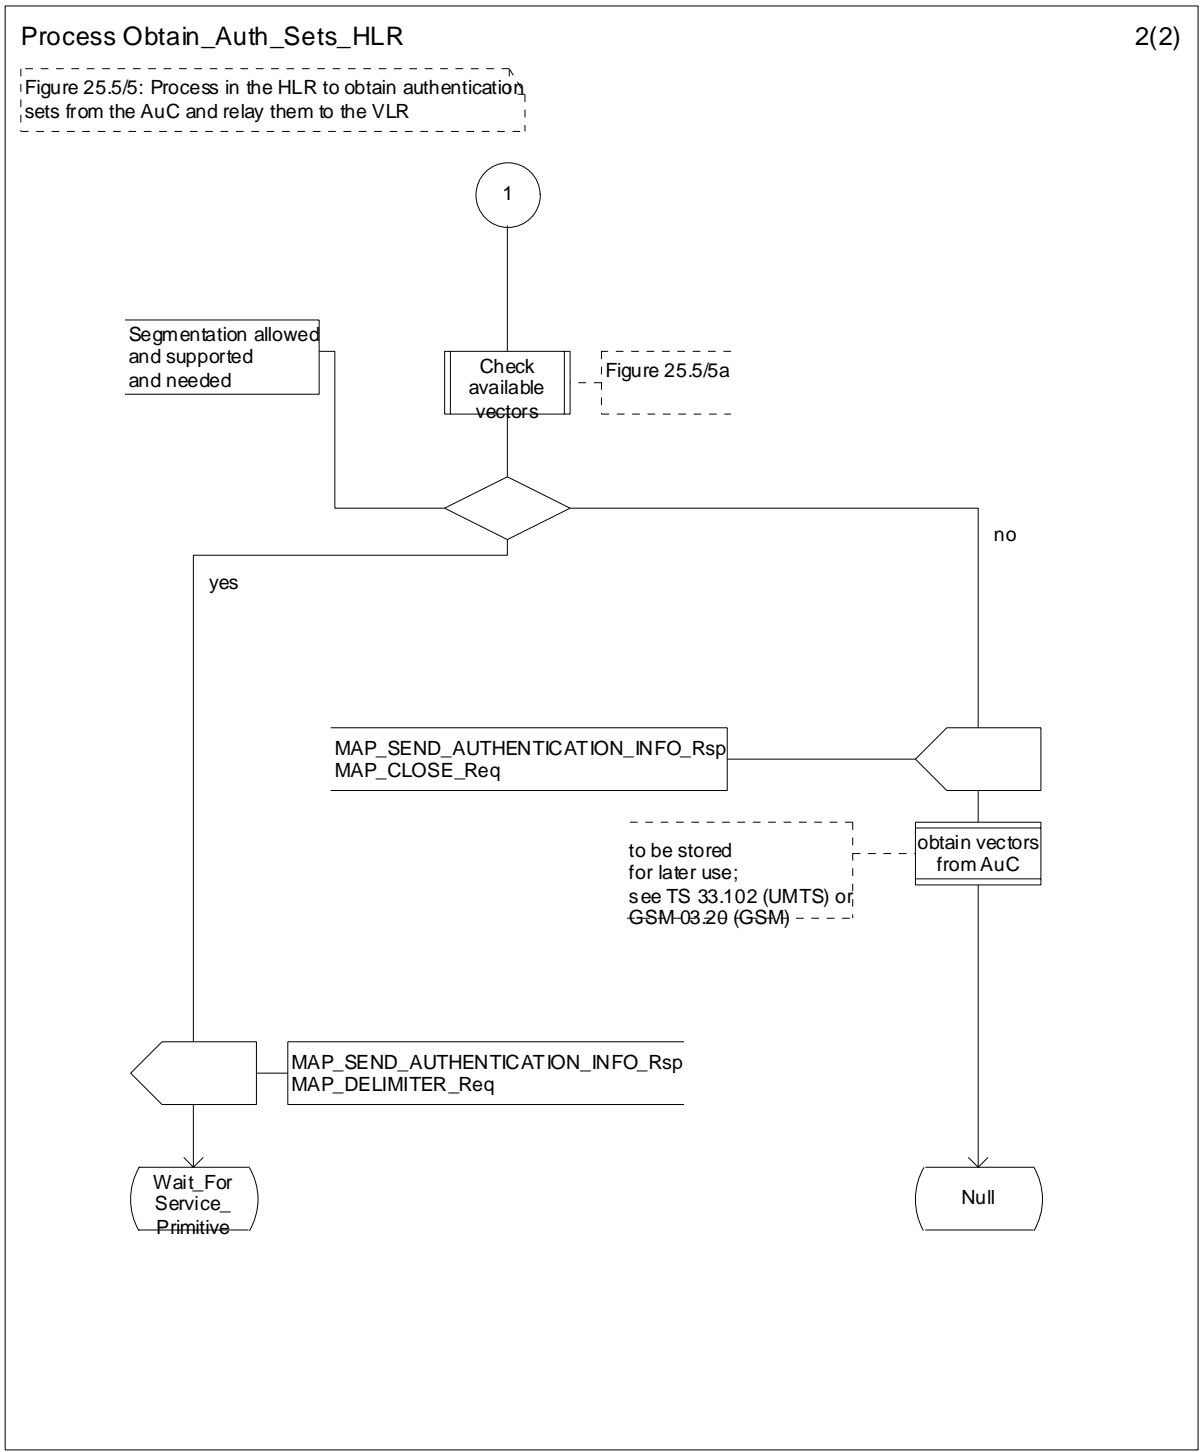 Process Obtain_Auth_Sets_HLR
2(2)
Figure 25.5/5: Process in the HLR to obtain authentication
sets from the AuC and relay them to the VLR
1
Segmentation allowed
and supported
and needed
Check
available
vectors
Figure 25.5/5a
no
yes
MAP_SEND_AUTHENTICATION_INFO_Rsp
MAP_CLOSE_Req
to be stored
for later use;
see TS 33.102 (UMTS) or
GSM 03.20 (GSM)
obtain vectors
from AuC
MAP_SEND_AUTHENTICATION_INFO_Rsp
MAP_DELIMITER_Req
Wait_For
Service_
Primitive
Null